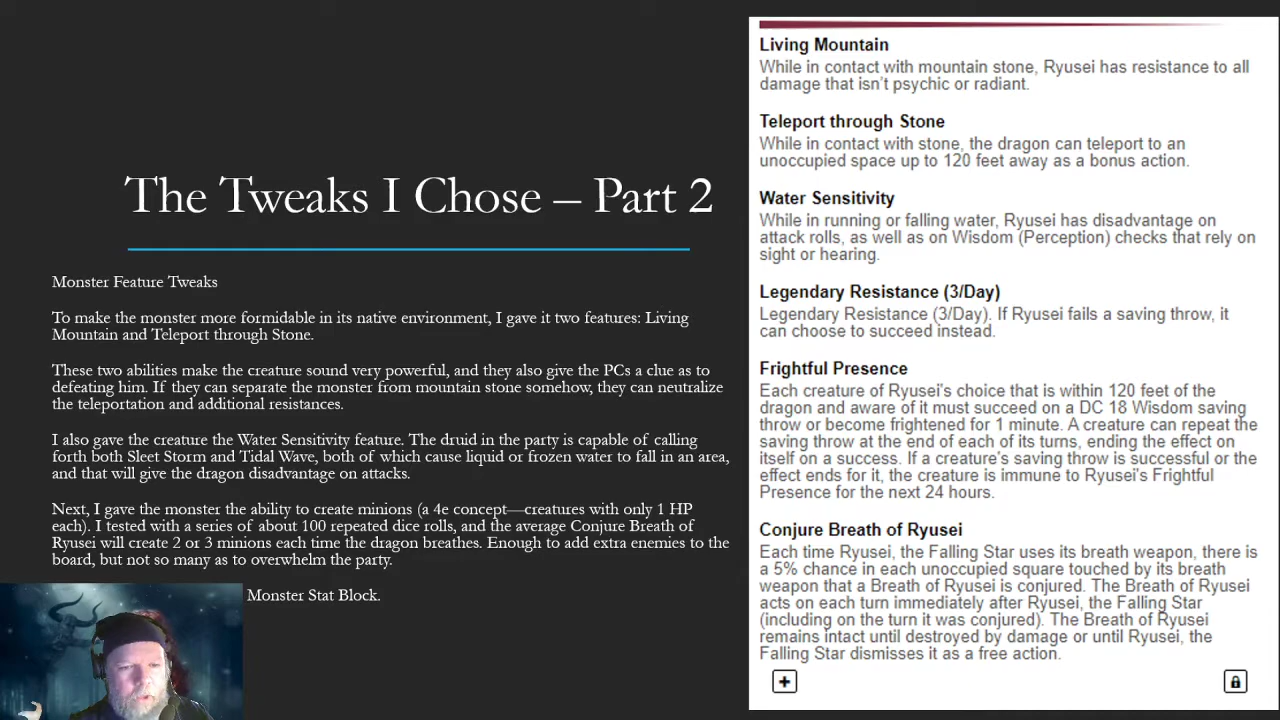 The Tweaks I Chose – Part 2
Monster Feature Tweaks
To make the monster more formidable in its native environment, I gave it two features: Living
Mountain and Teleport through Stone.
These two abilities make the creature sound very powerful, and they also give the PCs a clue as to
defeating him. If they can separate the monster from mountain stone somehow, they can neutralize
the teleportation and additional resistances.
I also gave the creature the Water Sensitivity feature. The druid in the party is capable of calling
forth both Sleet Storm and Tidal Wave, both of which cause liquid or frozen water to fall in an area,
and that will give the dragon disadvantage on attacks.
Next, I gave the monster the ability to create minions (a 4e concept—creatures with only 1 HP
each). I tested with a series of about 100 repeated dice rolls, and the average Conjure Breath of
Ryusei will create 2 or 3 minions each time the dragon breathes. Enough to add extra enemies to the
board, but not so many as to overwhelm the party.
Monster Stat Block.
Living Mountain
While in contact with mountain stone, Ryusei has resistance to all
damage that isn't psychic or radiant.
Teleport through Stone
While in contact with stone, the dragon can teleport to an
unoccupied space up to 120 feet away as a bonus action.
Water Sensitivity
While in running or falling water, Ryusei has disadvantage on
attack rolls, as well as on Wisdom (Perception) checks that rely on
sight or hearing.
Legendary Resistance (3/Day)
Legendary Resistance (3/Day). If Ryusei fails a saving throw, it
can choose to succeed instead.
Frightful Presence
Each creature of Ryusei's choice that is within 120 feet of the
dragon and aware of it must succeed on a DC 18 Wisdom saving
throw or become frightened for 1 minute. A creature can repeat the
saving throw at the end of each of its turns, ending the effect on
itself on a success. If a creature's saving throw is successful or the
effect ends for it, the creature is immune to Ryusei's Frightful
Presence for the next 24 hours.
Conjure Breath of Ryusei
Each time Ryusei, the Falling Star uses its breath weapon, there is
a 5% chance in each unoccupied square touched by its breath
weapon that a Breath of Ryusei is conjured. The Breath of Ryusei
acts on each turn immediately after Ryusei, the Falling Star
(including on the turn it was conjured). The Breath of Ryusei
remains intact until destroyed by damage or until Ryusei, the
Falling Star dismisses it as a free action.